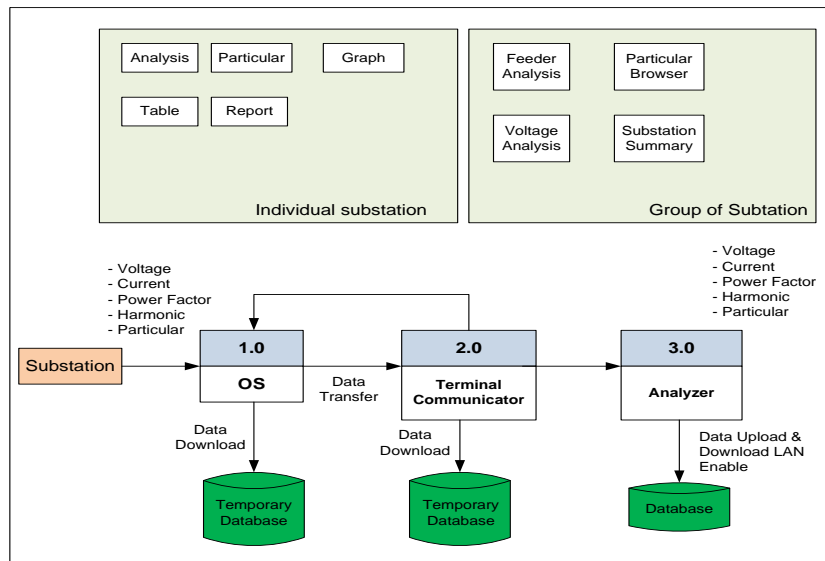 Analysis
Particular
Graph
Table
Report
Individual substation
Feeder
Analysis
Particular
Browser
Voltage
Analysis
Substation
Summary
Group of Subtation
- Voltage
- Current
- Power Factor
- Harmonic
- Particular
- Voltage
- Current
- Power Factor
- Harmonic
- Particular
Substation
1.0
OS
Data
Transfer
2.0
Terminal
Communicator
3.0
Analyzer
Data
Download
Data
Download
Data Upload &
Download LAN
Enable
Temporary
Database
Temporary
Database
Database